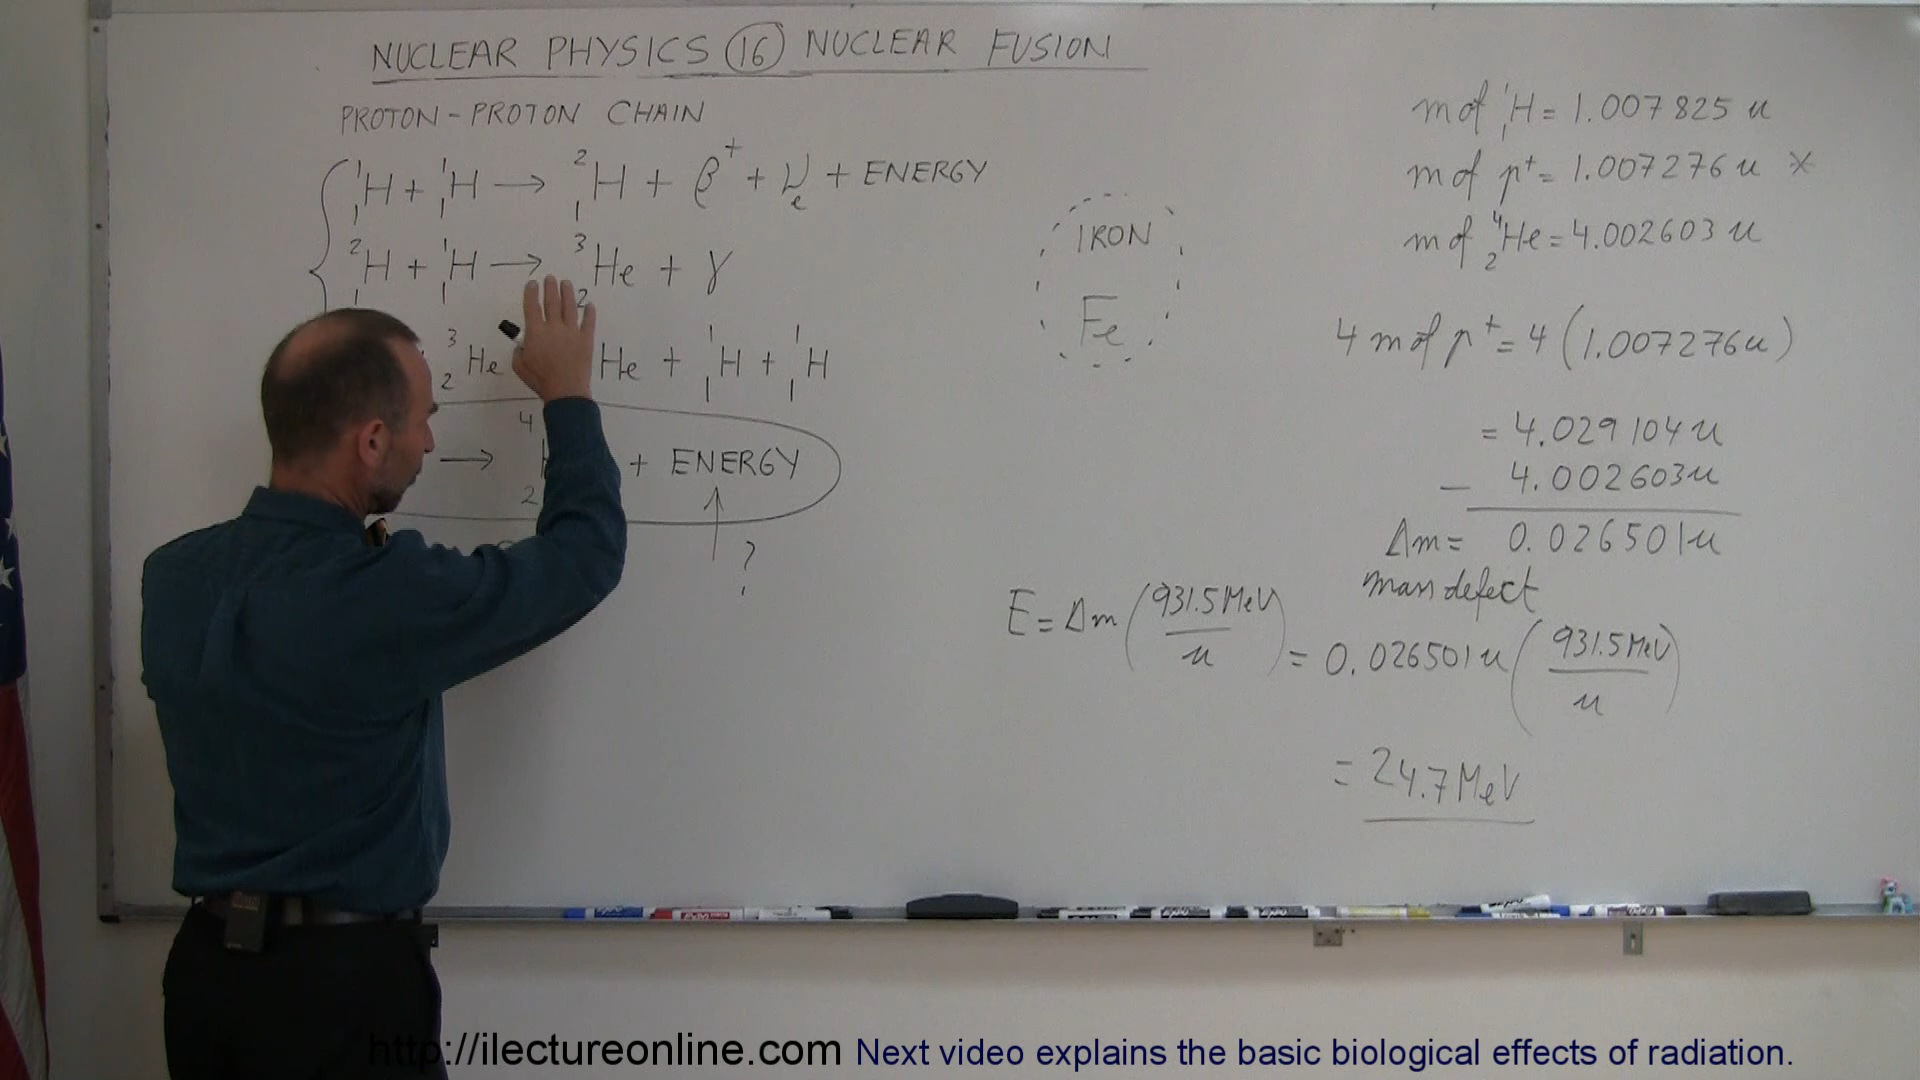 NUCLEAR PHYSICS 16 NUCLEAR FUSION
PROTON-PROTON CHAIN
¹₁H + ¹₁H → ²₁H + β⁺ + νₑ + ENERGY
²₁H + ¹₁H → ³₂He + γ
³₂He He + ¹₁H + ¹₁H
→ ⁴₂ + ENERGY
?
IRON
Fe
m of ¹₁H = 1.007825 u
m of p⁺ = 1.007276 u *
m of ⁴₂He = 4.002603 u
4 m of p⁺ = 4 (1.007276u)
= 4.029104 u
- 4.002603 u
Δm = 0.026501 u
mass defect
E = Δm (931.5 MeV/u) = 0.026501 u (931.5 MeV/u)
= 24.7 MeV
http://ilectureonline.com Next video explains the basic biological effects of radiation.